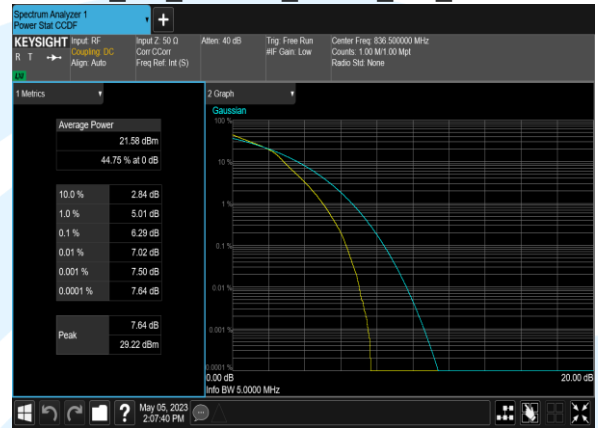 Spectrum Analyzer 1
Power Stat CCDF
KEYSIGHT
R T
LW
Input: RF
Coupling: DC
Align: Auto
Input Z: 50 Ω
Corr CCorr
Freq Ref: Int (S)
Atten: 40 dB
Trig: Free Run
#IF Gain: Low
Center Freq: 836.500000 MHz
Counts: 1.00 M/1.00 Mpt
Radio Std: None
1 Metrics
Average Power
21.58 dBm
44.75 % at 0 dB
10.0 % 2.84 dB
1.0 % 5.01 dB
0.1 % 6.29 dB
0.01 % 7.02 dB
0.001 % 7.50 dB
0.0001 % 7.64 dB
Peak
7.64 dB
29.22 dBm
2 Graph
Gaussian
100 %
10 %
1 %
0.1 %
0.01 %
0.001 %
0.0001 %
0.00 dB 20.00 dB
Info BW 5.0000 MHz
May 05, 2023
2:07:40 PM